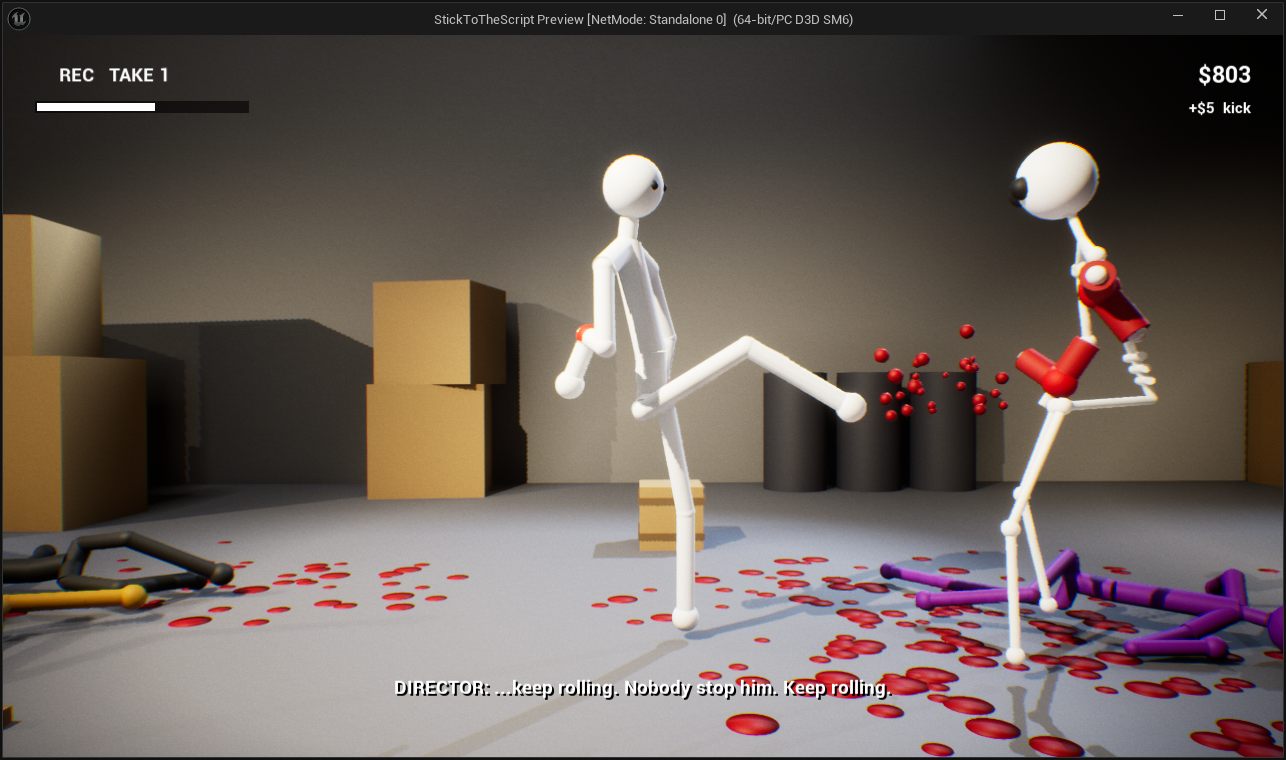 StickToTheScript Preview [NetMode: Standalone 0] (64-bit/PC D3D SM6)
REC TAKE 1
$803
+$5 kick
DIRECTOR: ...keep rolling. Nobody stop him. Keep rolling.